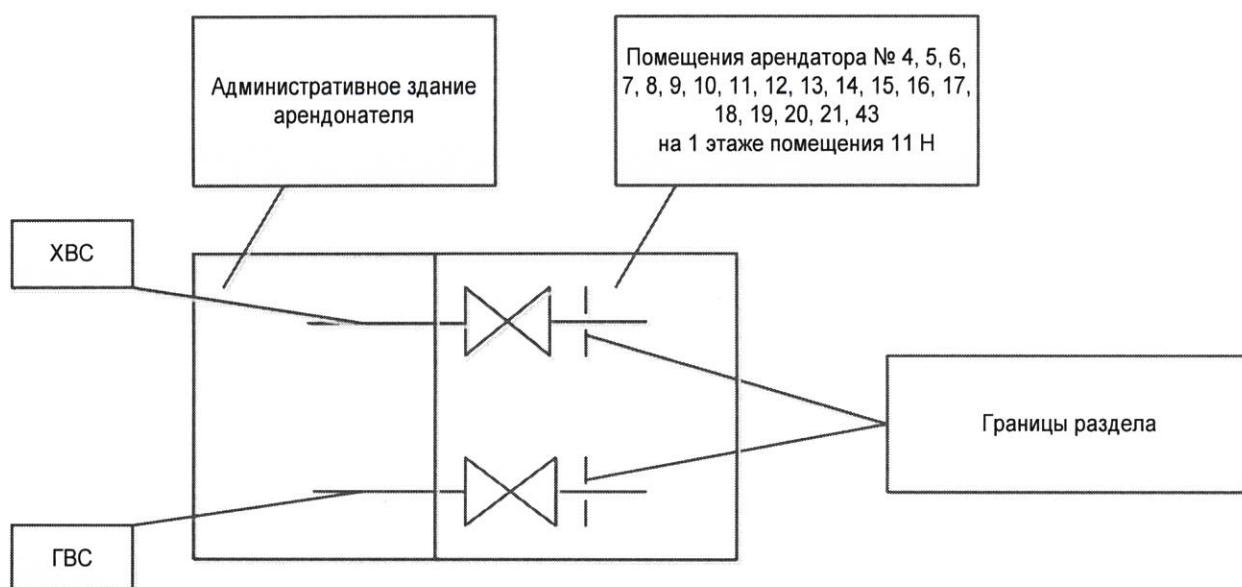 Административное здание
арендонателя
Помещения арендатора № 4, 5, 6,
7, 8, 9, 10, 11, 12, 13, 14, 15, 16, 17,
18, 19, 20, 21, 43
на 1 этаже помещения 11 Н
ХВС
Границы раздела
ГВС